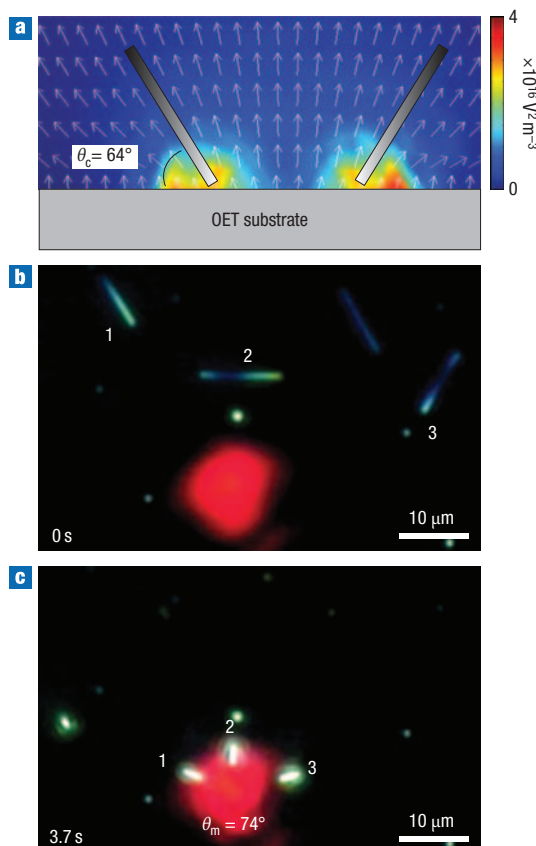 a
θc = 64°
OET substrate
4
0
×10¹⁶ V² m⁻³
b
1
2
3
0 s
10 μm
c
1
2
3
θm = 74°
3.7 s
10 μm